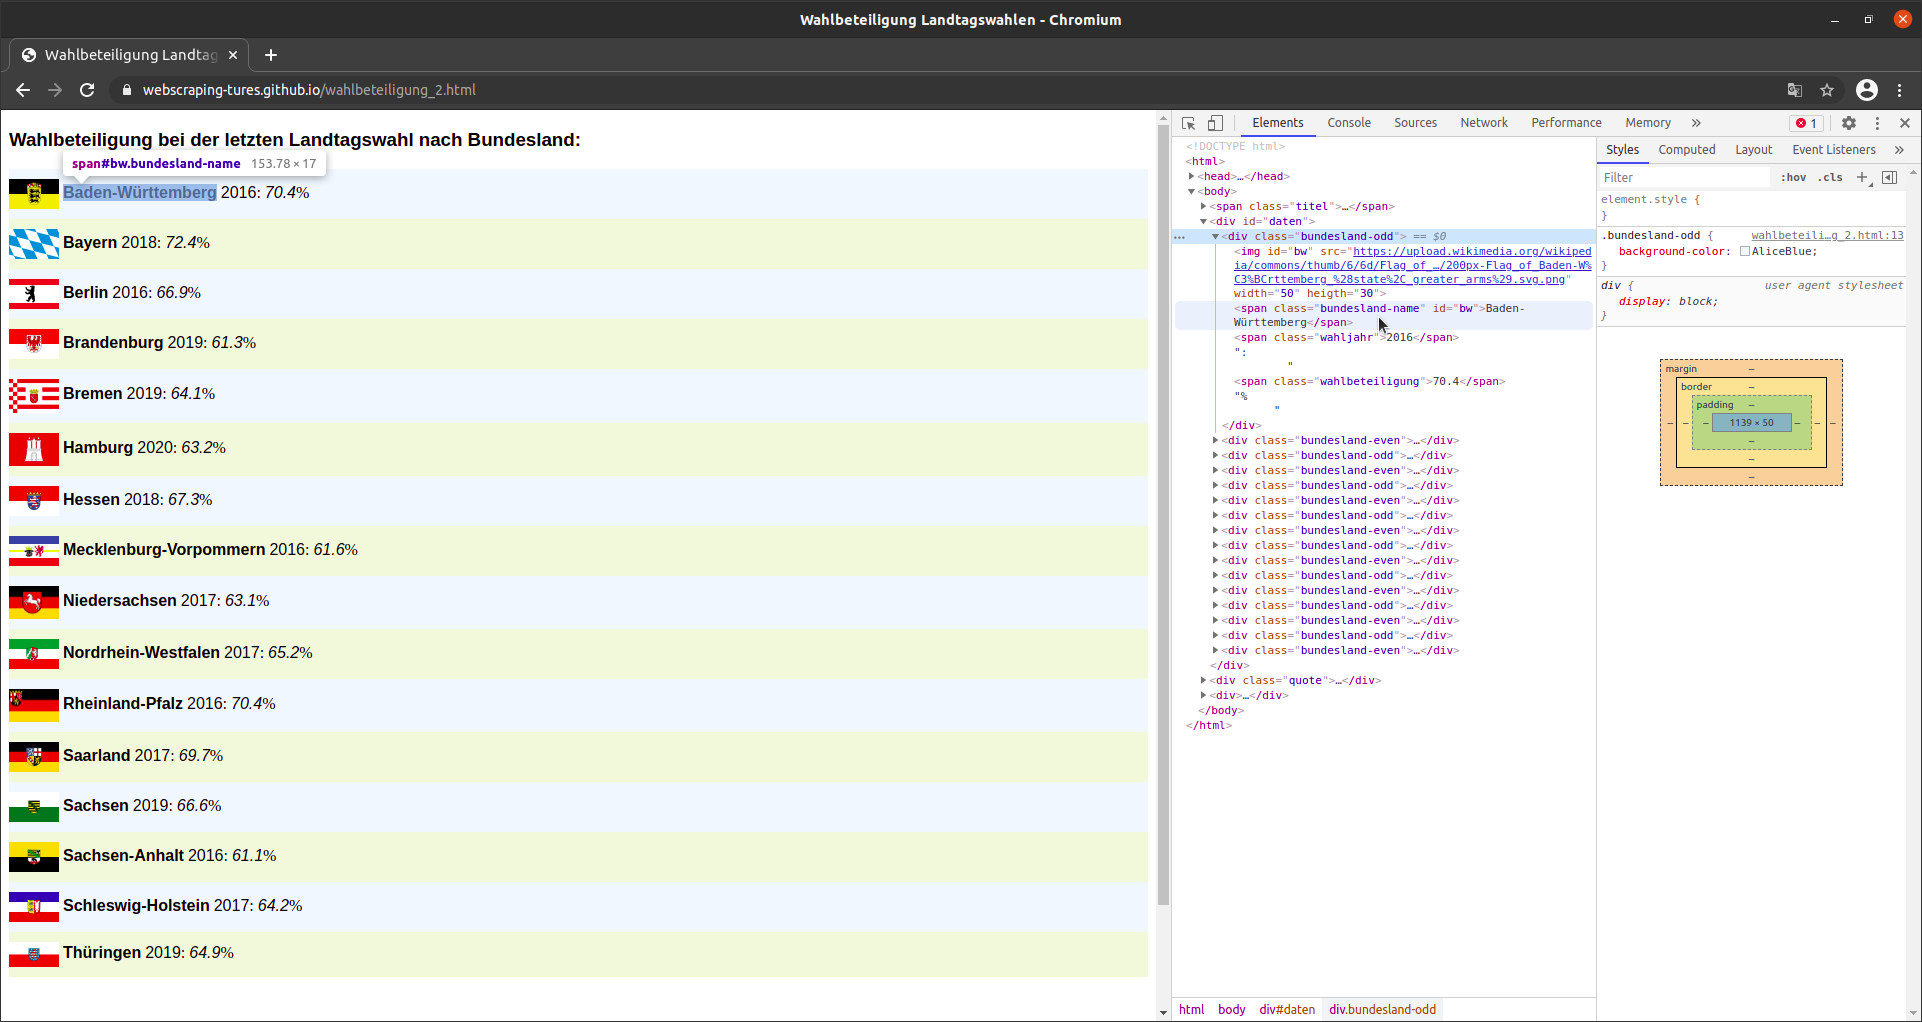 Wahlbeteiligung Landtagswahlen - Chromium
Wahlbeteiligung Landtag
webscraping-tures.github.io/wahlbeteiligung_2.html
Wahlbeteiligung bei der letzten Landtagswahl nach Bundesland:
span#bw.bundesland-name 153.78 × 17
Baden-Württemberg 2016: 70.4%
Bayern 2018: 72.4%
Berlin 2016: 66.9%
Brandenburg 2019: 61.3%
Bremen 2019: 64.1%
Hamburg 2020: 63.2%
Hessen 2018: 67.3%
Mecklenburg-Vorpommern 2016: 61.6%
Niedersachsen 2017: 63.1%
Nordrhein-Westfalen 2017: 65.2%
Rheinland-Pfalz 2016: 70.4%
Saarland 2017: 69.7%
Sachsen 2019: 66.6%
Sachsen-Anhalt 2016: 61.1%
Schleswig-Holstein 2017: 64.2%
Thüringen 2019: 64.9%
Elements Console Sources Network Performance Memory » 1
<!DOCTYPE html>
<html>
<head>…</head>
<body>
<span class="titel">…</span>
<div id="daten">
… <div class="bundesland-odd"> == $0
<img id="bw" src="https://upload.wikimedia.org/wikiped
ia/commons/thumb/6/6d/Flag_of_…/200px-Flag_of_Baden-W%
C3%BCrttemberg_%28state%2C_greater_arms%29.svg.png"
width="50" heigth="30">
<span class="bundesland-name" id="bw">Baden-
Württemberg</span>
<span class="wahljahr">2016</span>
":
"
<span class="wahlbeteiligung">70.4</span>
"%
"
</div>
<div class="bundesland-even">…</div>
<div class="bundesland-odd">…</div>
<div class="bundesland-even">…</div>
<div class="bundesland-odd">…</div>
<div class="bundesland-even">…</div>
<div class="bundesland-odd">…</div>
<div class="bundesland-even">…</div>
<div class="bundesland-odd">…</div>
<div class="bundesland-even">…</div>
<div class="bundesland-odd">…</div>
<div class="bundesland-even">…</div>
<div class="bundesland-odd">…</div>
<div class="bundesland-even">…</div>
<div class="bundesland-odd">…</div>
<div class="bundesland-even">…</div>
</div>
<div class="quote">…</div>
<div>…</div>
</body>
</html>
html body div#daten div.bundesland-odd
Styles Computed Layout Event Listeners »
Filter :hov .cls +
element.style {
}
.bundesland-odd { wahlbeteili…g_2.html:13
background-color: AliceBlue;
}
div { user agent stylesheet
display: block;
}
margin –
border –
padding –
– – – 1139 × 50 – – –
–
–
–